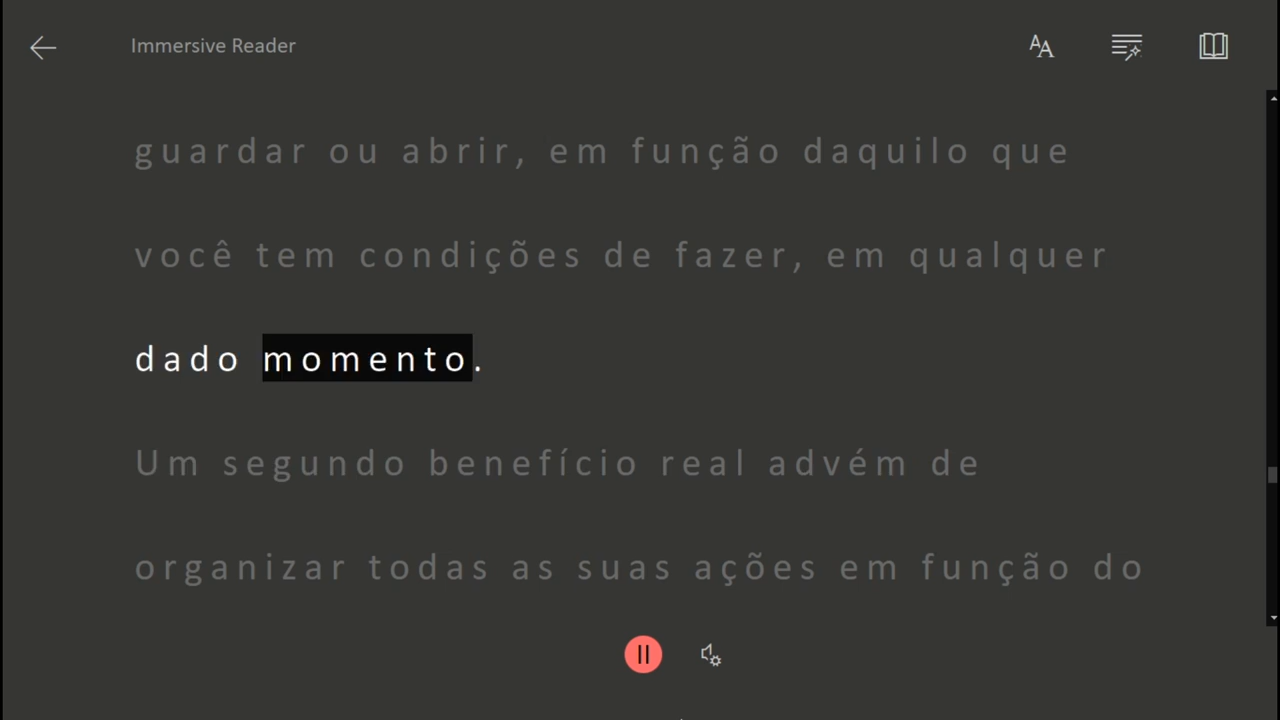 Immersive Reader
guardar ou abrir, em função daquilo que
você tem condições de fazer, em qualquer
dado momento.
Um segundo benefício real advém de
organizar todas as suas ações em função do